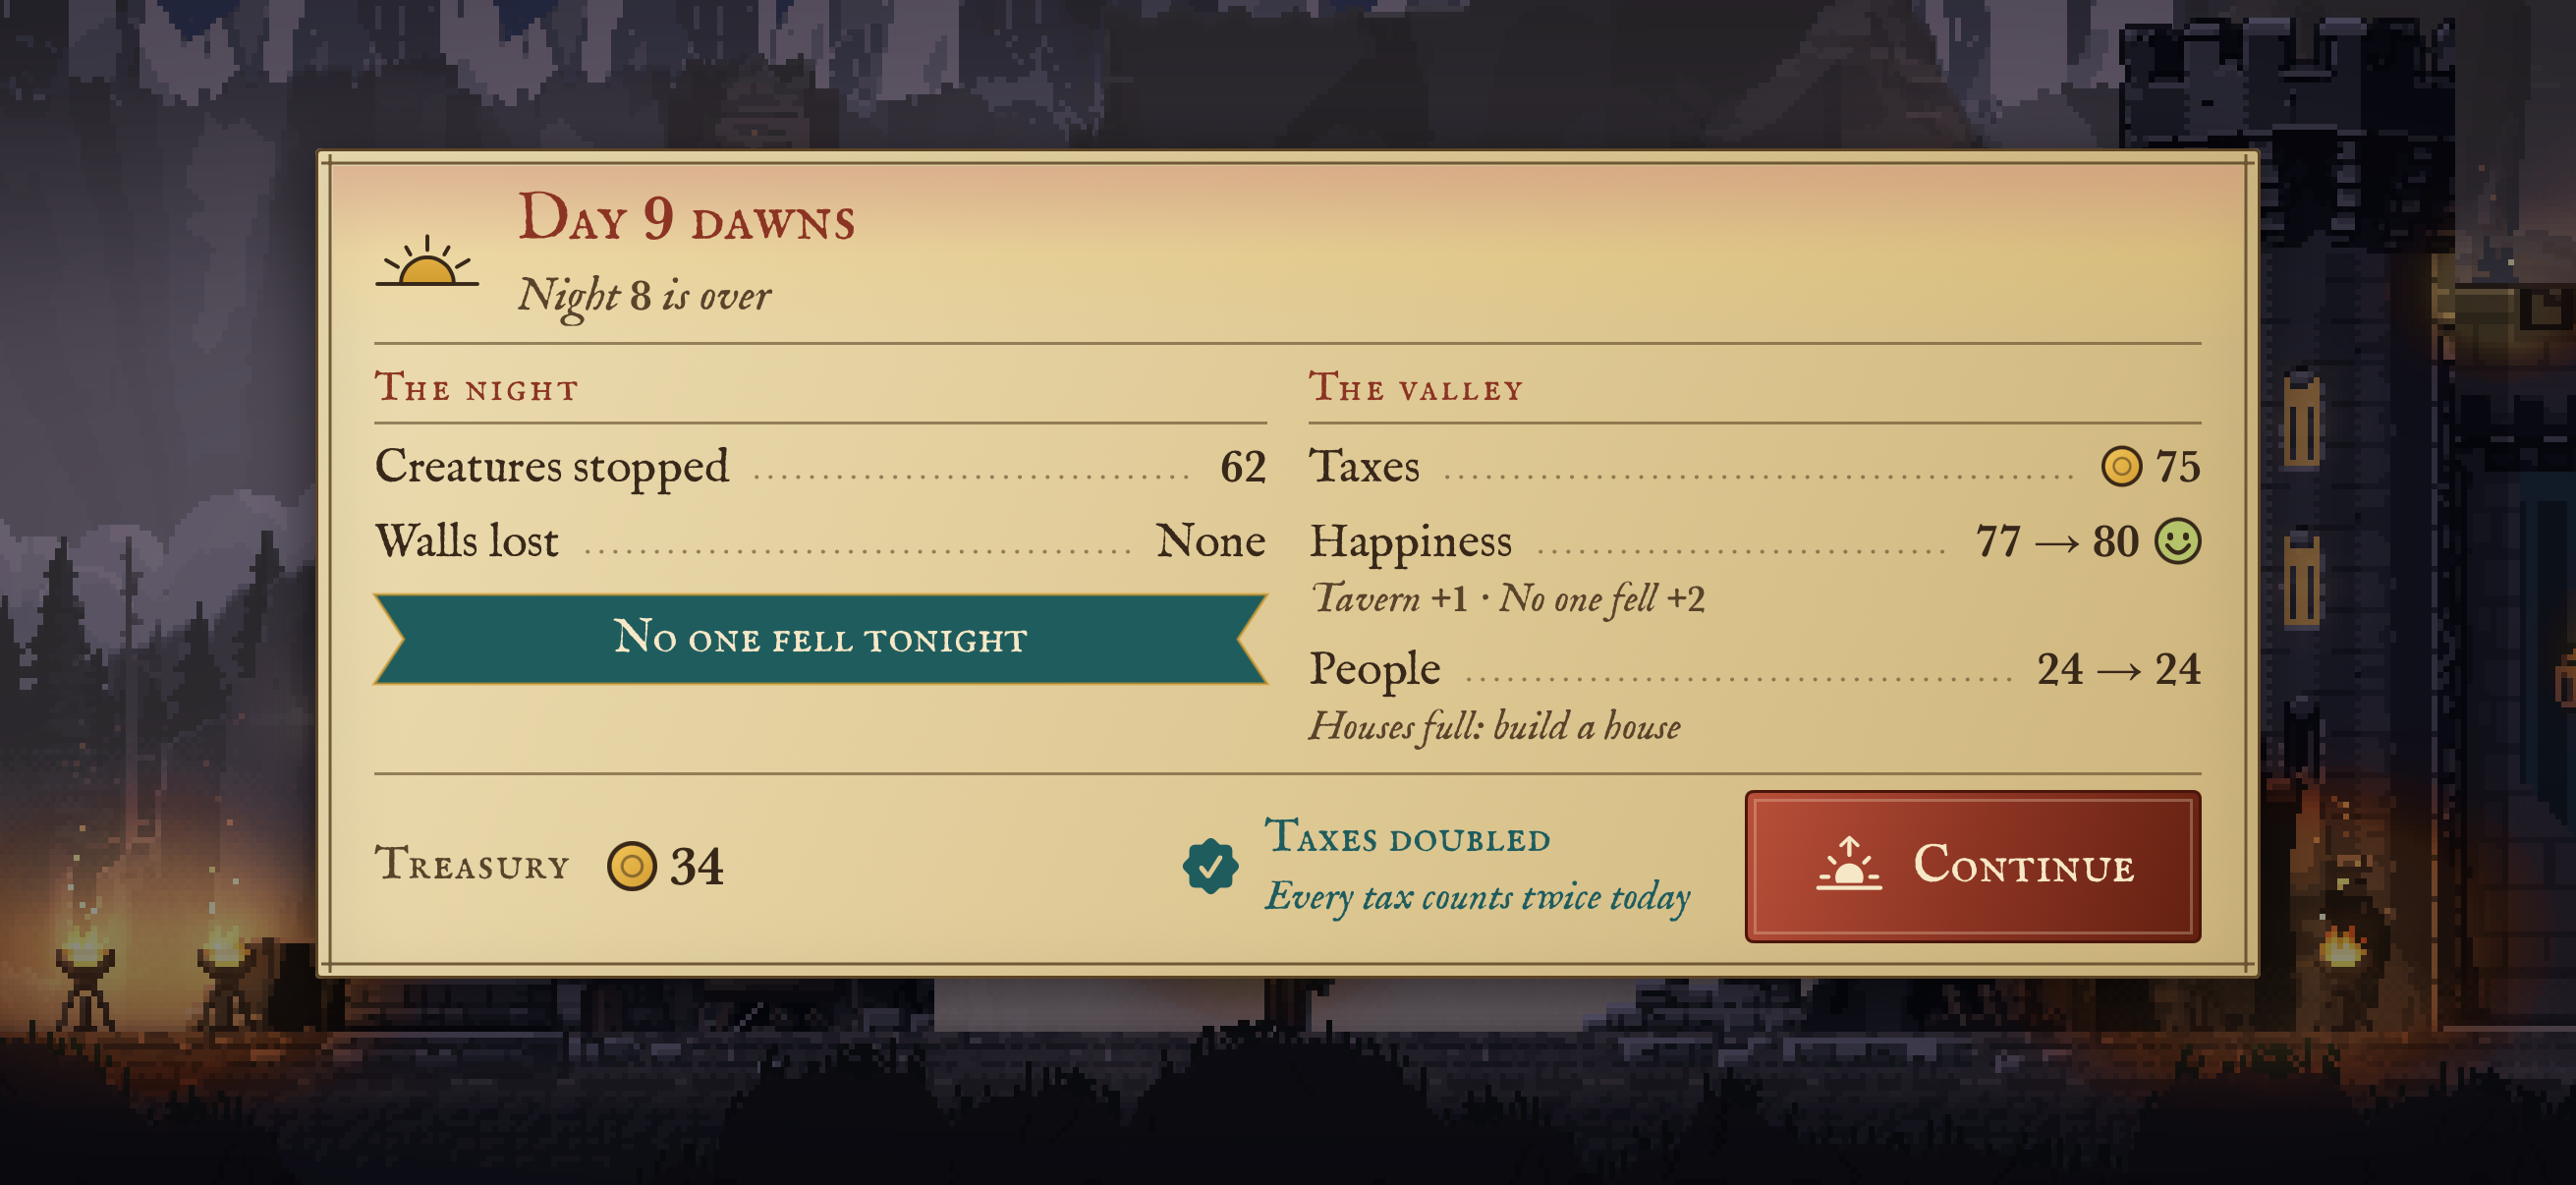 Day 9 dawns
Night 8 is over
The night
Creatures stopped 62
Walls lost None
No one fell tonight
The valley
Taxes 75
Happiness 77 → 80
Tavern +1 · No one fell +2
People 24 → 24
Houses full: build a house
Treasury 34
Taxes doubled
Every tax counts twice today
Continue